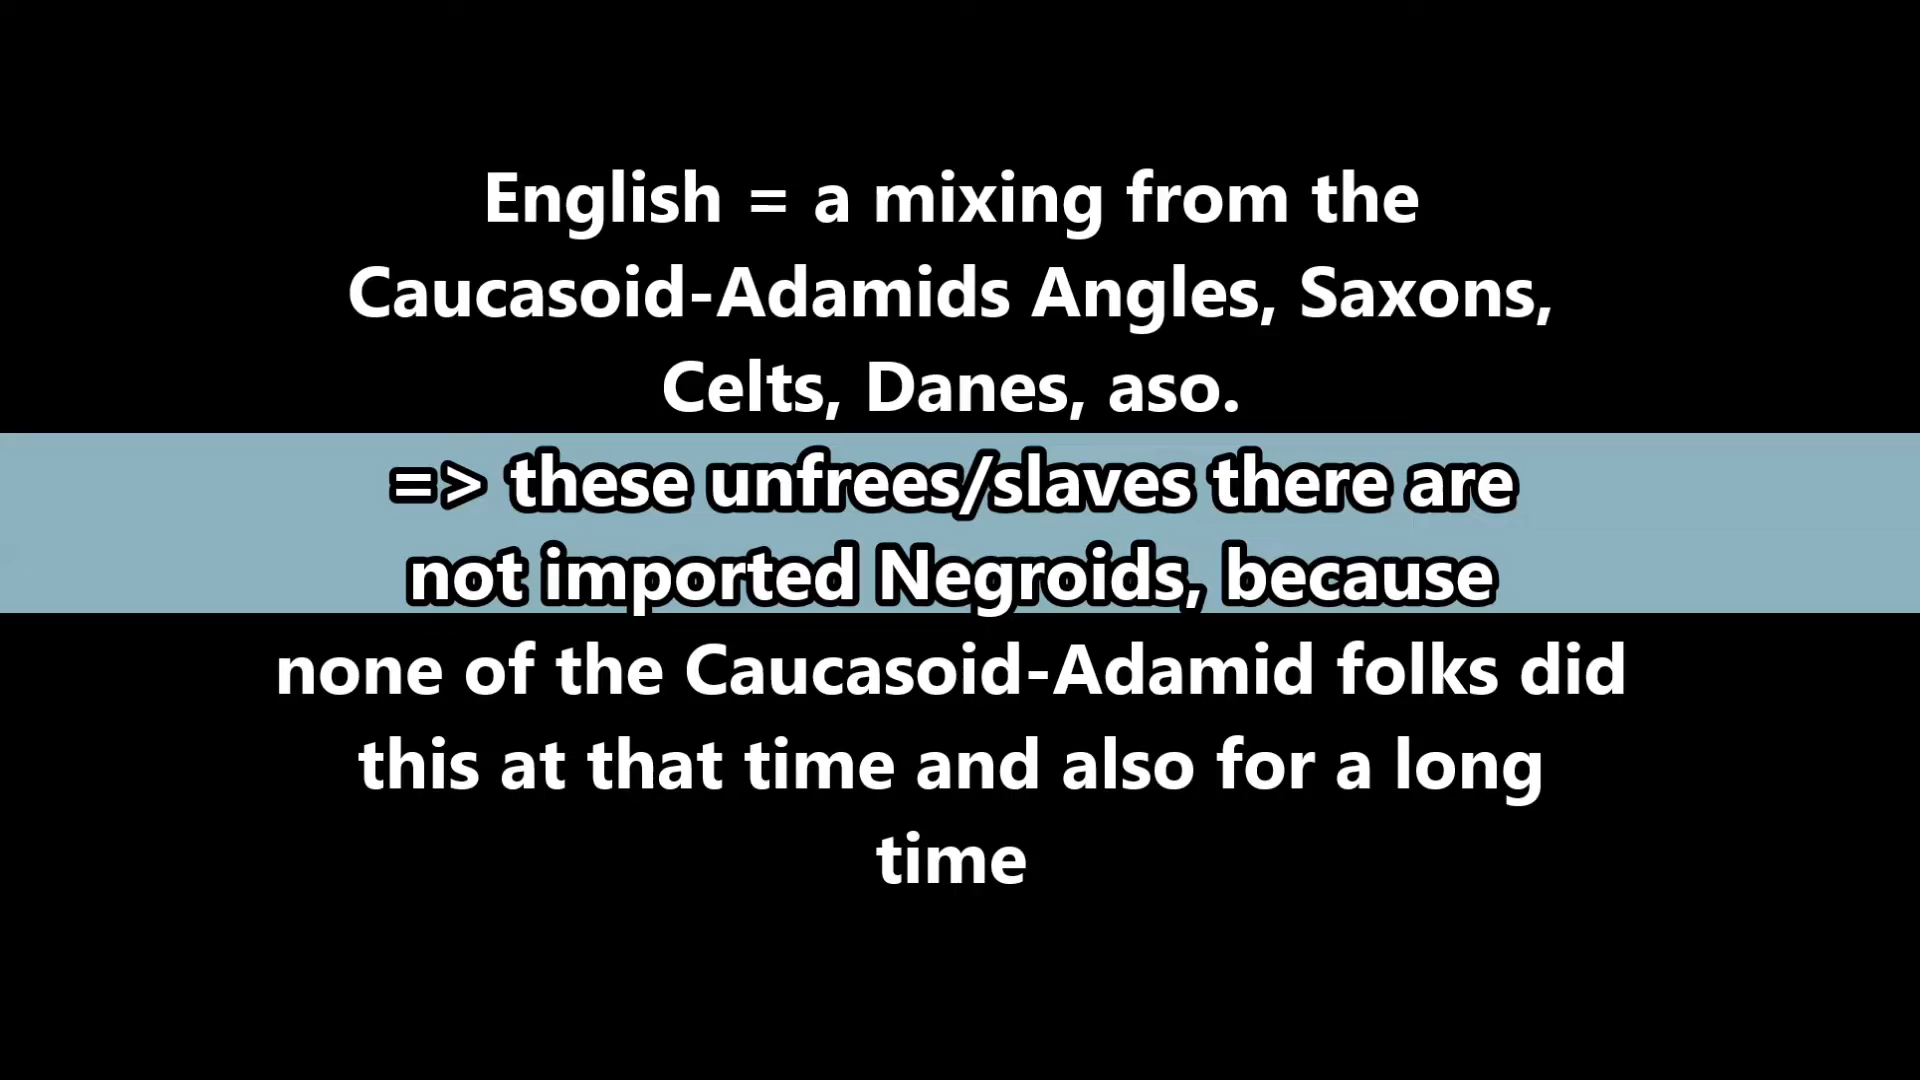 English = a mixing from the
Caucasoid-Adamids Angles, Saxons,
Celts, Danes, aso.
=> these unfrees/slaves there are
not imported Negroids, because
none of the Caucasoid-Adamid folks did
this at that time and also for a long
time